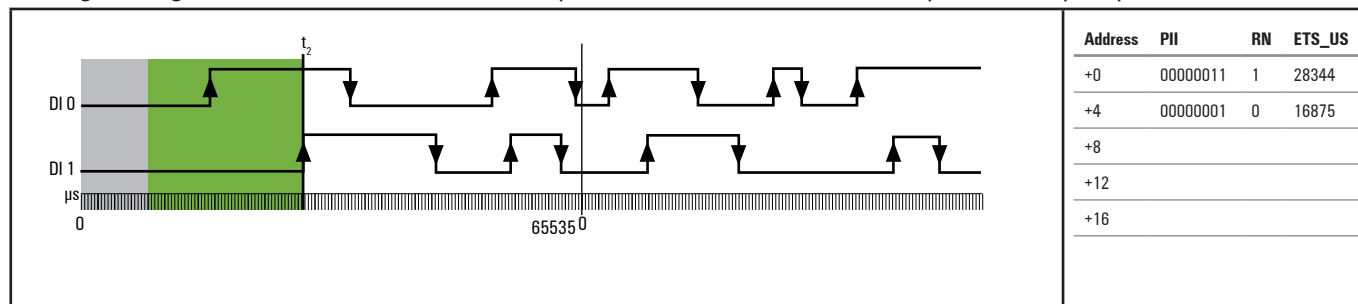 t2
DI 0
DI 1
µs
0
65535 0
Address PII RN ETS_US
+0 00000011 1 28344
+4 00000001 0 16875
+8
+12
+16